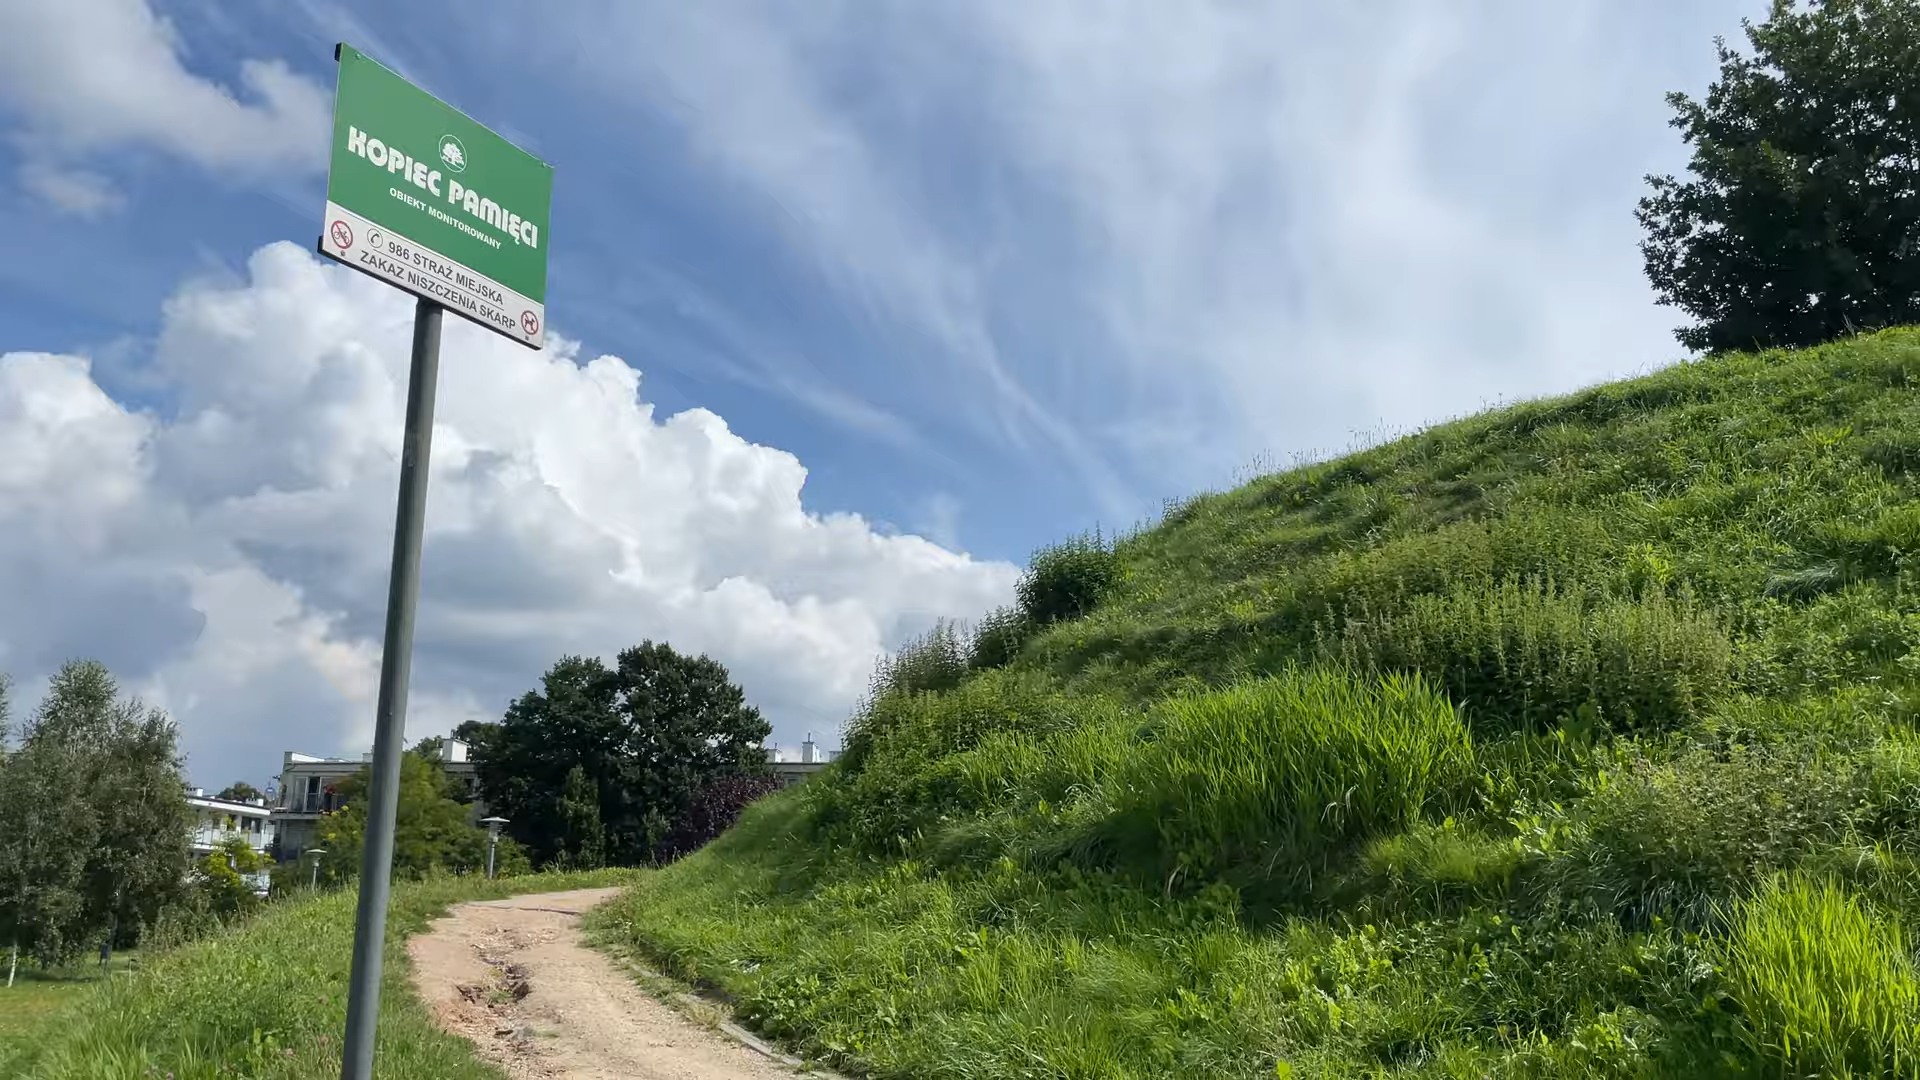 KOPIEC PAMIĘCI
OBIEKT MONITOROWANY
986 STRAŻ MIEJSKA
ZAKAZ NISZCZENIA SKARP